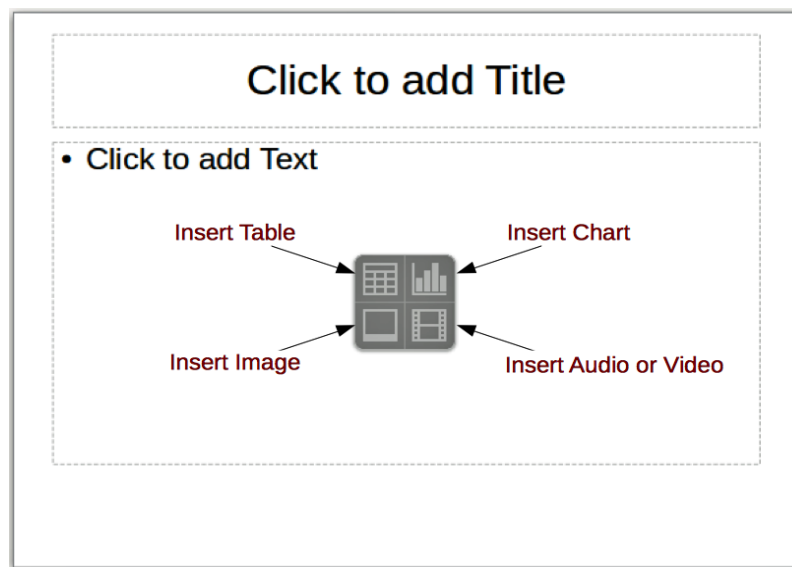 Click to add Title
• Click to add Text
Insert Table
Insert Chart
Insert Image
Insert Audio or Video